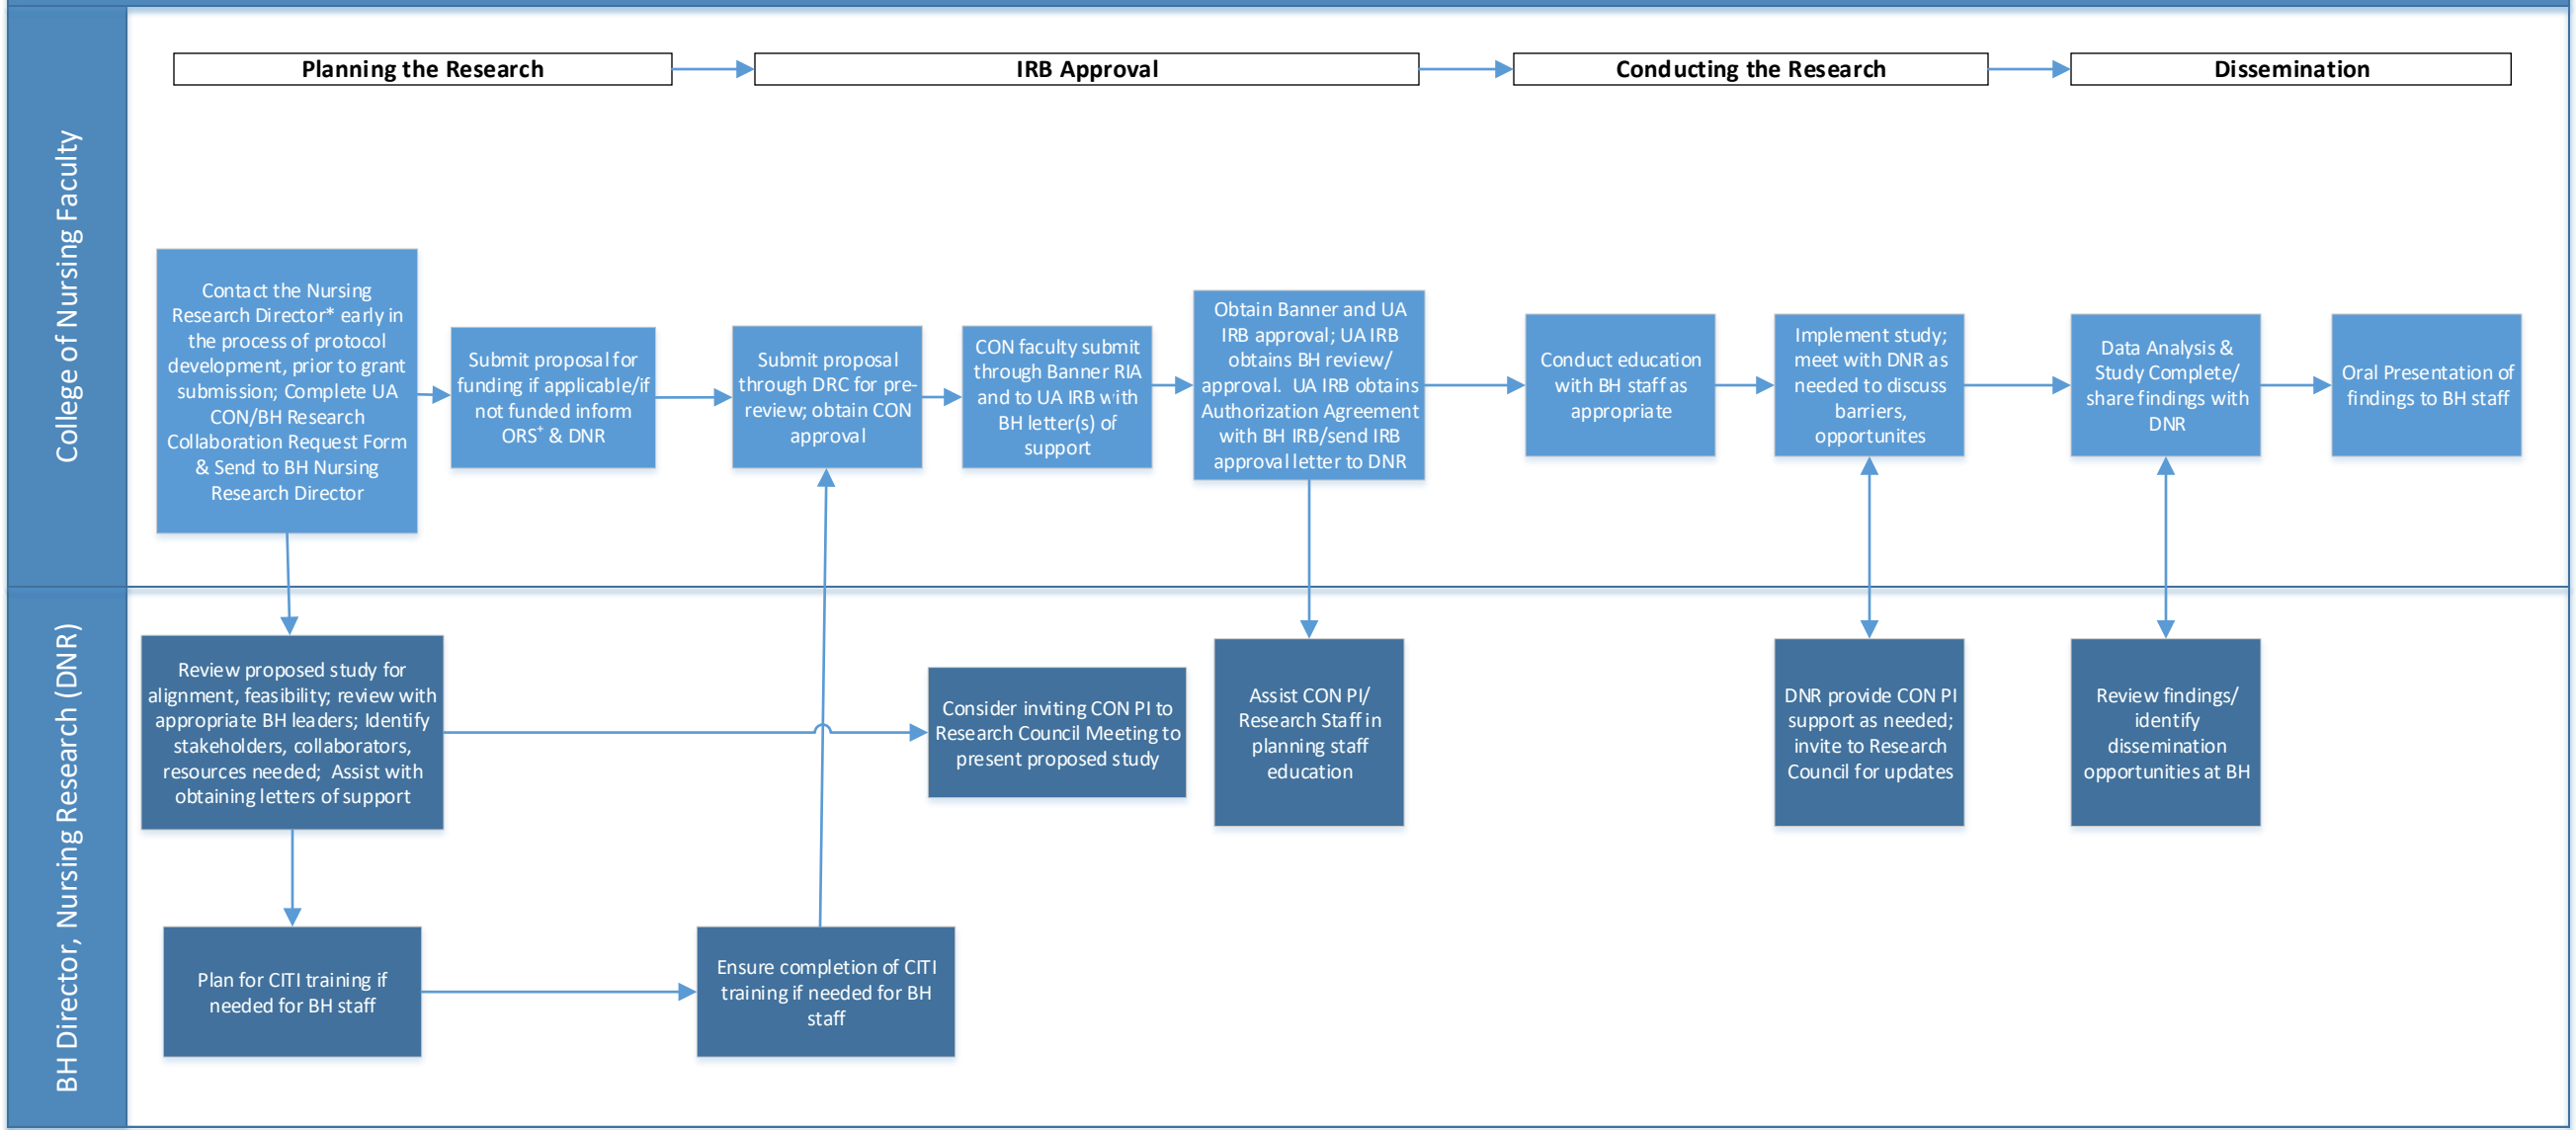 College of Nursing Faculty
Planning the Research
IRB Approval
Conducting the Research
Dissemination
Contact the Nursing
Research Director* early in
the process of protocol
development, prior to grant
submission; Complete UA
CON/BH Research
Collaboration Request Form
& Send to BH Nursing
Research Director
Submit proposal for
funding if applicable/if
not funded inform
ORS⁺ & DNR
Submit proposal
through DRC for pre-
review; obtain CON
approval
CON faculty submit
through Banner RIA
and to UA IRB with
BH letter(s) of
support
Obtain Banner and UA
IRB approval; UA IRB
obtains BH review/
approval.  UA IRB obtains
Authorization Agreement
with BH IRB/send IRB
approval letter to DNR
Conduct education
with BH staff as
appropriate
Implement study;
meet with DNR as
needed to discuss
barriers,
opportunites
Data Analysis &
Study Complete/
share findings with
DNR
Oral Presentation of
findings to BH staff
BH Director, Nursing Research (DNR)
Review proposed study for
alignment, feasibility; review with
appropriate BH leaders; Identify
stakeholders, collaborators,
resources needed;  Assist with
obtaining letters of support
Consider inviting CON PI to
Research Council Meeting to
present proposed study
Assist CON PI/
Research Staff in
planning staff
education
DNR provide CON PI
support as needed;
invite to Research
Council for updates
Review findings/
identify
dissemination
opportunities at BH
Plan for CITI training if
needed for BH staff
Ensure completion of CITI
training if needed for BH
staff